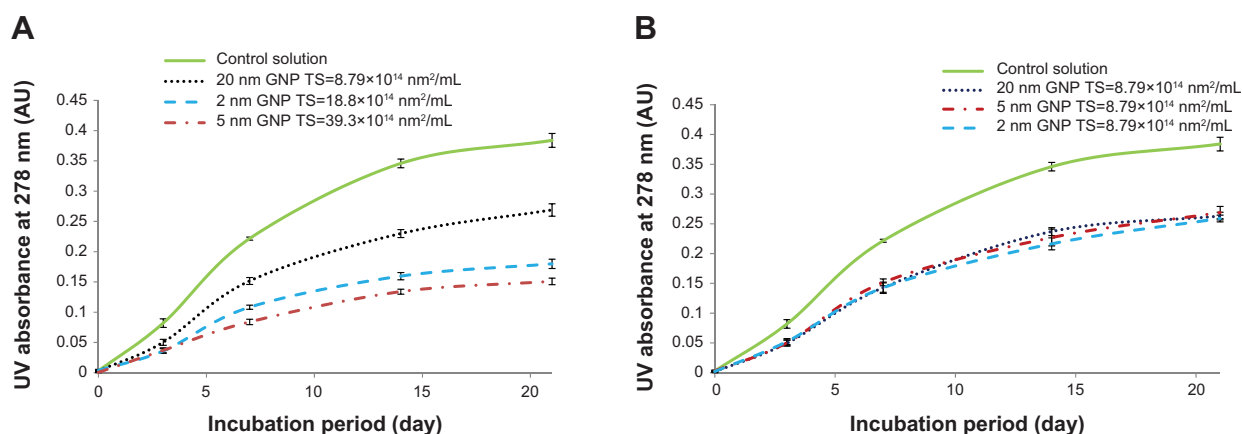 A
Control solution
20 nm GNP TS=8.79×10¹⁴ nm²/mL
2 nm GNP TS=18.8×10¹⁴ nm²/mL
5 nm GNP TS=39.3×10¹⁴ nm²/mL
UV absorbance at 278 nm (AU)
0.45
0.4
0.35
0.3
0.25
0.2
0.15
0.1
0.05
0
0 5 10 15 20
Incubation period (day)
B
Control solution
20 nm GNP TS=8.79×10¹⁴ nm²/mL
5 nm GNP TS=8.79×10¹⁴ nm²/mL
2 nm GNP TS=8.79×10¹⁴ nm²/mL
UV absorbance at 278 nm (AU)
0.45
0.4
0.35
0.3
0.25
0.2
0.15
0.1
0.05
0
0 5 10 15 20
Incubation period (day)